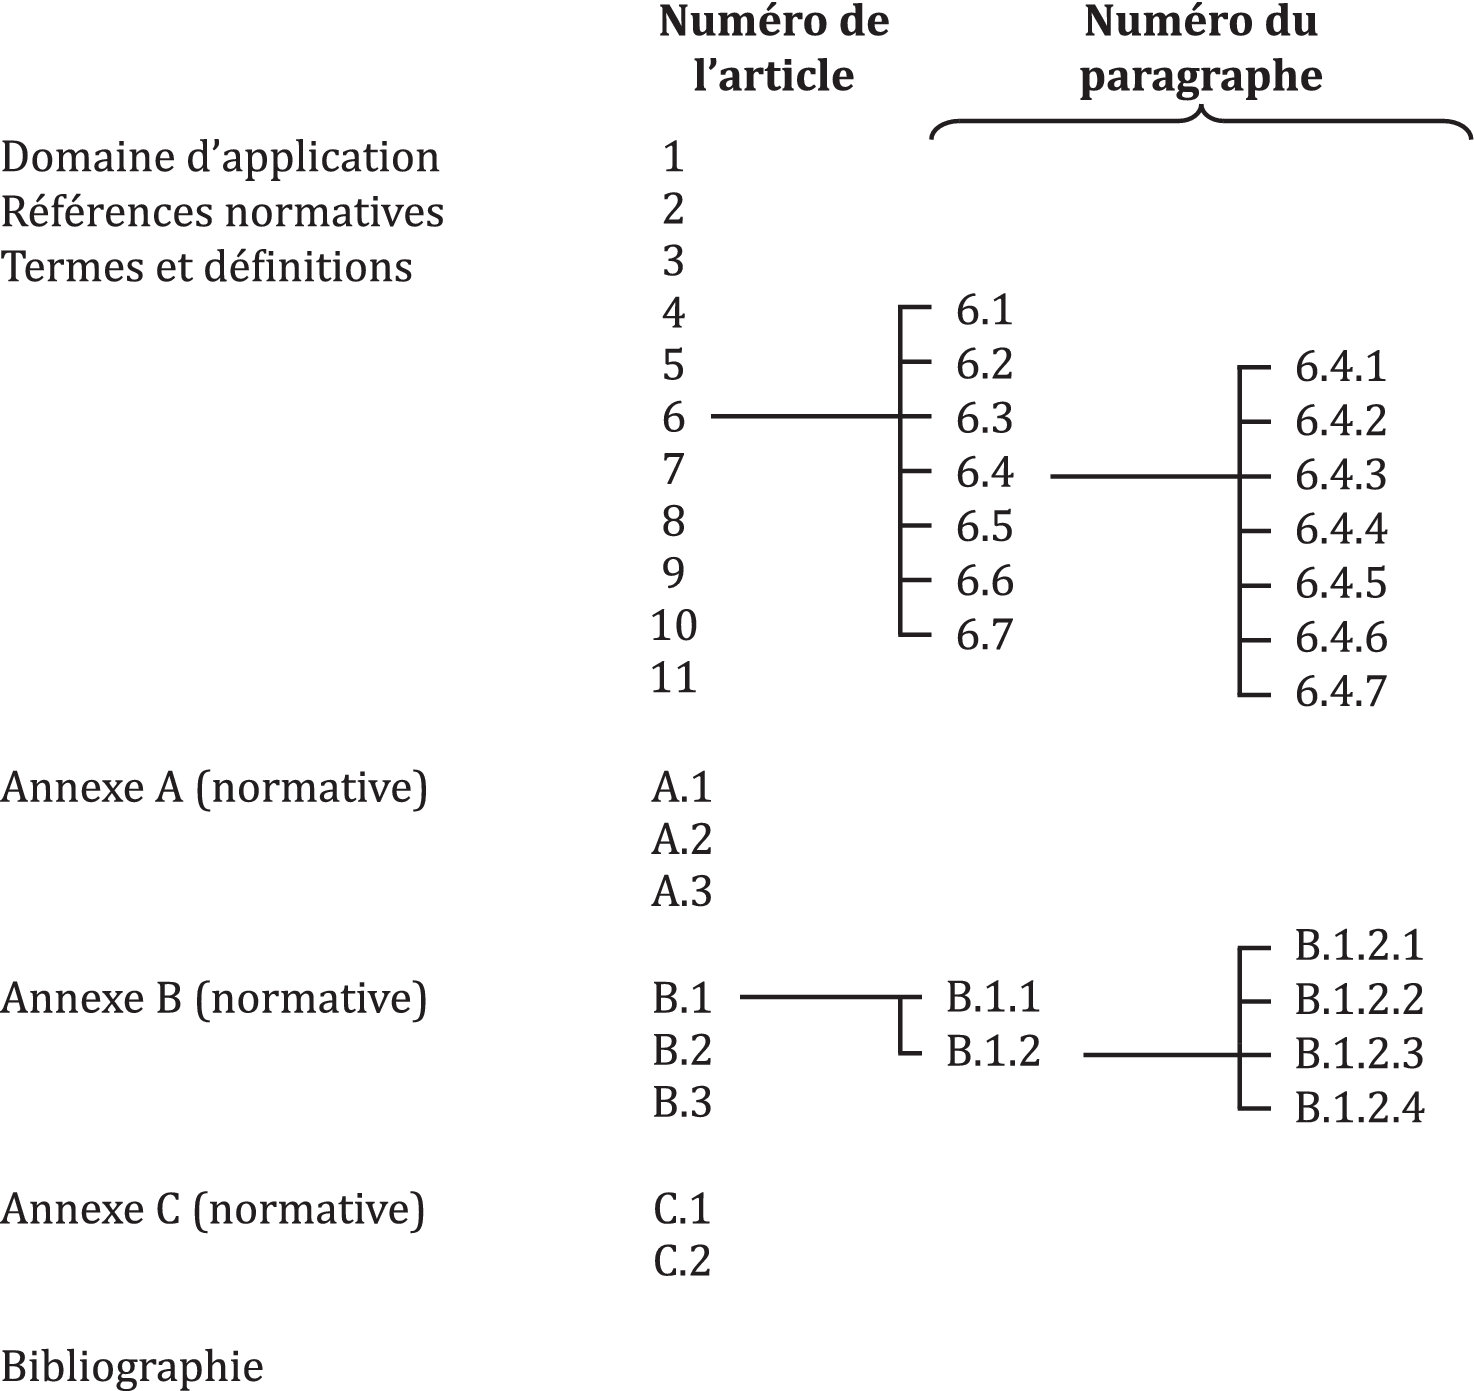 Numéro de l’article
Numéro du paragraphe
Domaine d’application 1
Références normatives 2
Termes et définitions 3
4 6.1
5 6.2 6.4.1
6 6.3 6.4.2
7 6.4 6.4.3
8 6.5 6.4.4
9 6.6 6.4.5
10 6.7 6.4.6
11 6.4.7
Annexe A (normative) A.1
A.2
A.3
B.1.2.1
Annexe B (normative) B.1 B.1.1 B.1.2.2
B.2 B.1.2 B.1.2.3
B.3 B.1.2.4
Annexe C (normative) C.1
C.2
Bibliographie